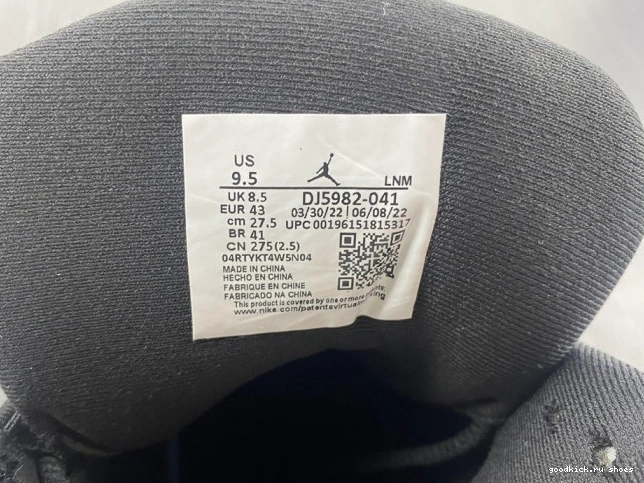 US
9.5 LNM
UK 8.5 DJ5982-041
EUR 43 03/30/22 | 06/08/22
cm 27.5 UPC 00196151815317
BR 41
CN 275(2.5)
04RTYKT4W5N04
MADE IN CHINA
HECHO EN CHINA
FABRIQUE EN CHINE
FABRICADO NA CHINA
This product is covered by one or more
www.nike.com/patents
goodkick.ru shoes